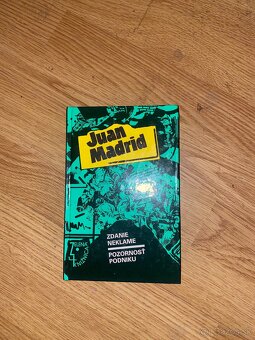 Juan
Madrid
ZDANIE
NEKLAME
POZORNOSŤ
PODNIKU